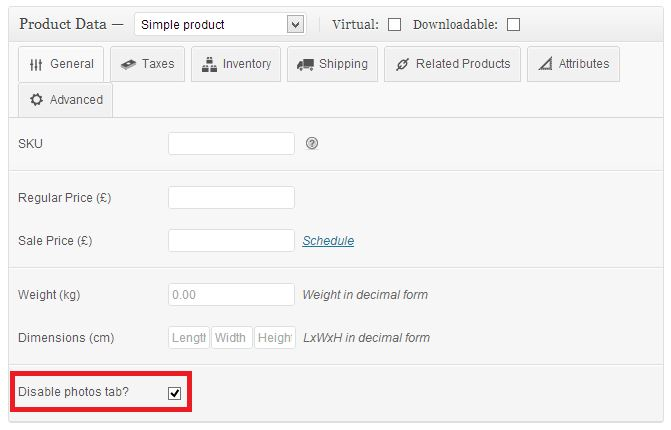 Product Data — Simple product Virtual: Downloadable:
General Taxes Inventory Shipping Related Products Attributes
Advanced
SKU ?
Regular Price (£)
Sale Price (£) Schedule
Weight (kg) 0.00 Weight in decimal form
Dimensions (cm) Lengtl Width Height LxWxH in decimal form
Disable photos tab?